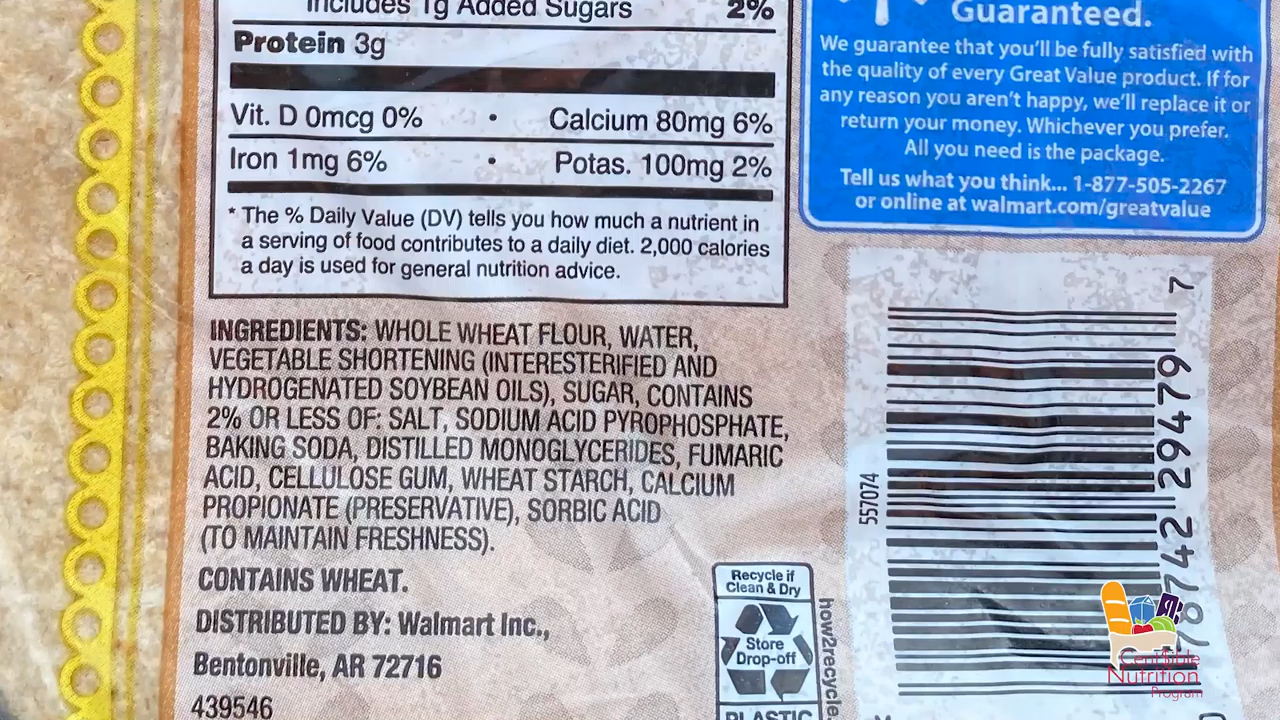 Includes 1g Added Sugars 2%
Protein 3g
Vit. D 0mcg 0% • Calcium 80mg 6%
Iron 1mg 6% • Potas. 100mg 2%
* The % Daily Value (DV) tells you how much a nutrient in
a serving of food contributes to a daily diet. 2,000 calories
a day is used for general nutrition advice.
INGREDIENTS: WHOLE WHEAT FLOUR, WATER,
VEGETABLE SHORTENING (INTERESTERIFIED AND
HYDROGENATED SOYBEAN OILS), SUGAR, CONTAINS
2% OR LESS OF: SALT, SODIUM ACID PYROPHOSPHATE,
BAKING SODA, DISTILLED MONOGLYCERIDES, FUMARIC
ACID, CELLULOSE GUM, WHEAT STARCH, CALCIUM
PROPIONATE (PRESERVATIVE), SORBIC ACID
(TO MAINTAIN FRESHNESS).
CONTAINS WHEAT.
DISTRIBUTED BY: Walmart Inc.,
Bentonville, AR 72716
439546
Guaranteed.
We guarantee that you'll be fully satisfied with
the quality of every Great Value product. If for
any reason you aren't happy, we'll replace it or
return your money. Whichever you prefer.
All you need is the package.
Tell us what you think... 1-877-505-2267
or online at walmart.com/greatvalue
557074
78742 29479 7
Recycle if
Clean & Dry
Store
Drop-off
PLASTIC
how2recycle.
Cent$ible
Nutrition
Program